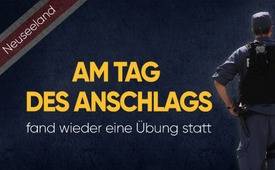 Neuseeland
AM TAG
DES ANSCHLAGS
fand wieder eine Übung statt